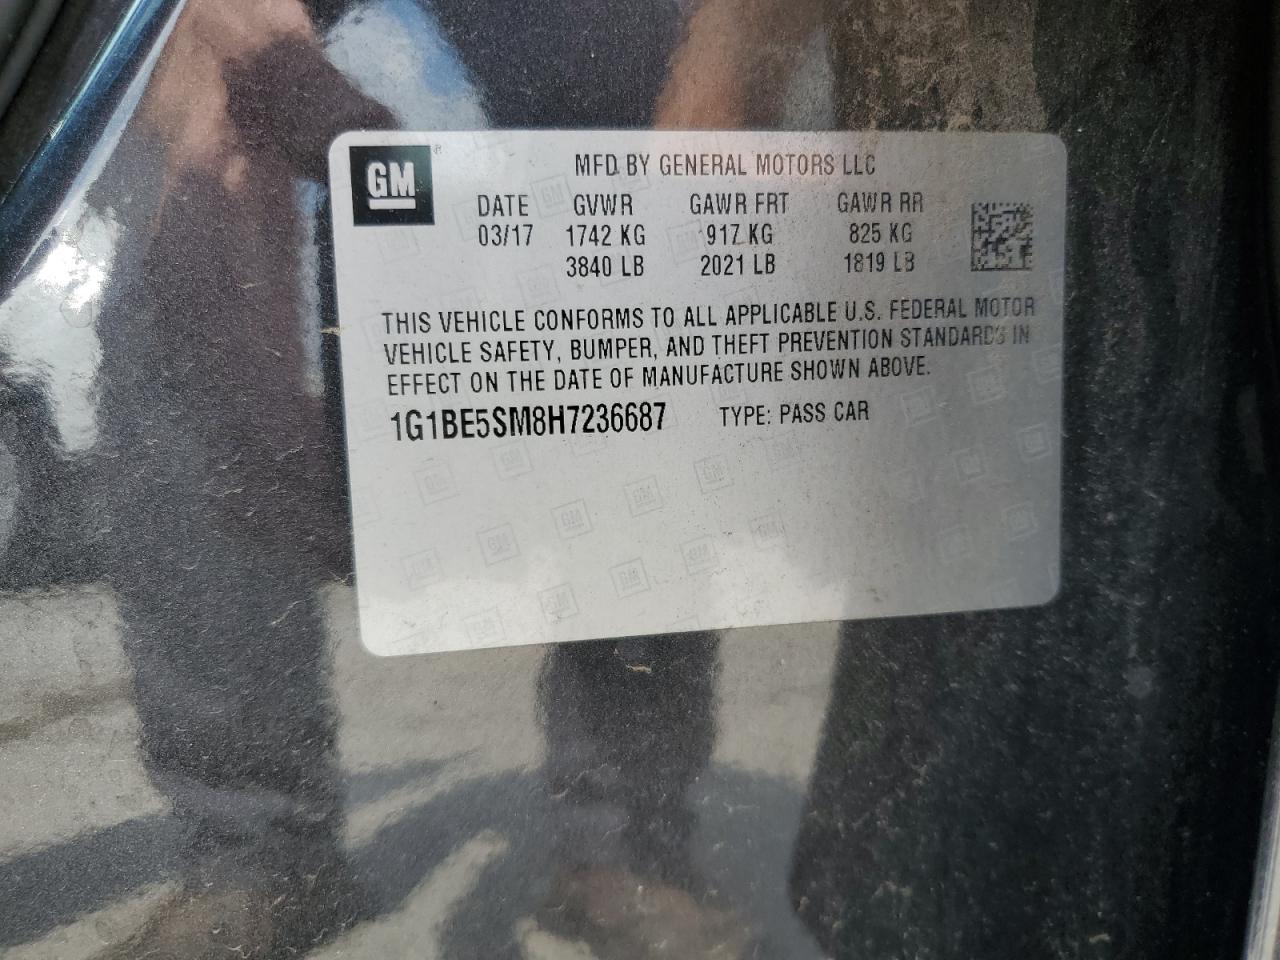 GM ®
MFD BY GENERAL MOTORS LLC
DATE GVWR GAWR FRT GAWR RR
03/17 1742 KG 917 KG 825 KG
3840 LB 2021 LB 1819 LB
THIS VEHICLE CONFORMS TO ALL APPLICABLE U.S. FEDERAL MOTOR
VEHICLE SAFETY, BUMPER, AND THEFT PREVENTION STANDARDS IN
EFFECT ON THE DATE OF MANUFACTURE SHOWN ABOVE.
1G1BE5SM8H7236687 TYPE: PASS CAR